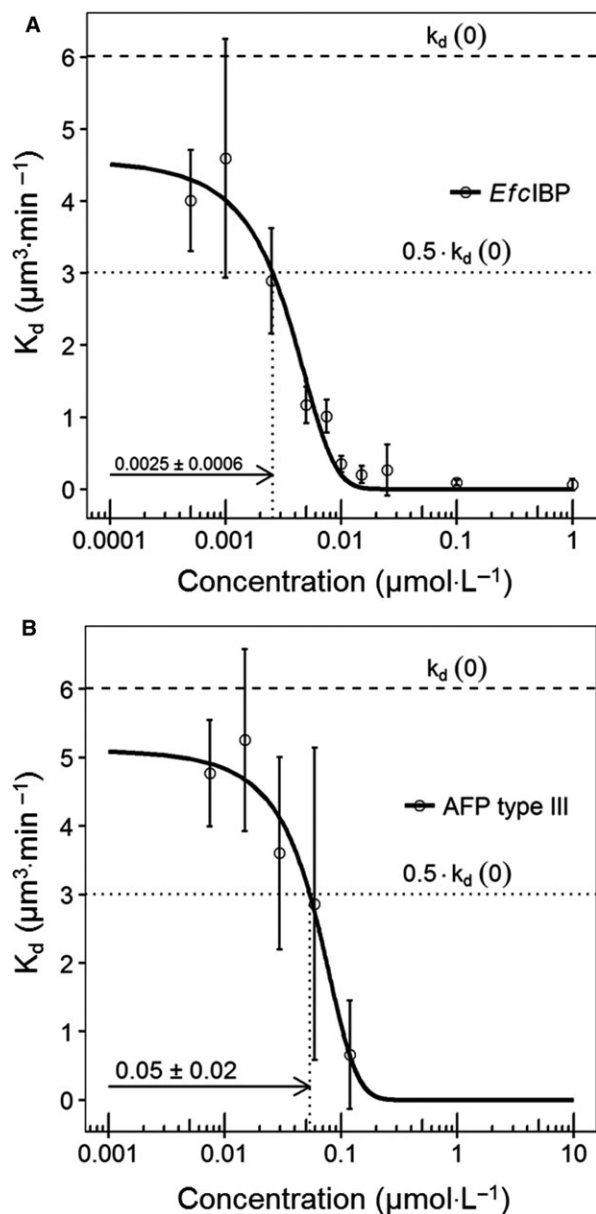 A
k_d (0)
6
5
4
3
2
1
0
EfcIBP
0.5 · k_d (0)
K_d (μm³·min⁻¹)
0.0025 ± 0.0006
0.0001 0.001 0.01 0.1 1
Concentration (μmol·L⁻¹)
B
k_d (0)
6
5
4
3
2
1
0
AFP type III
0.5 · k_d (0)
K_d (μm³·min⁻¹)
0.05 ± 0.02
0.001 0.01 0.1 1 10
Concentration (μmol·L⁻¹)